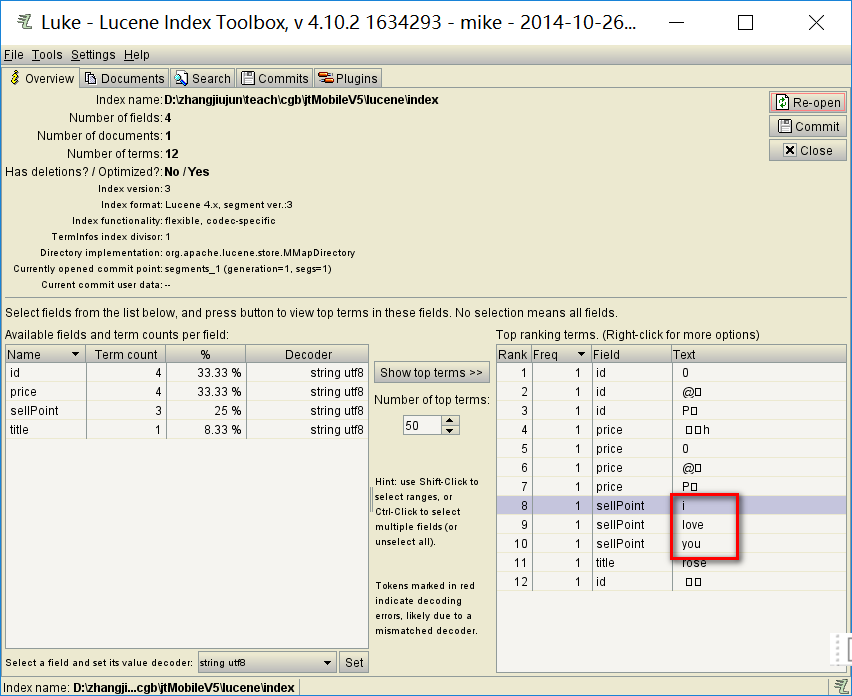 Luke - Lucene Index Toolbox, v 4.10.2 1634293 - mike - 2014-10-26...
File Tools Settings Help
Overview Documents Search Commits Plugins
Index name: D:\zhangjiujun\teach\cgb\jtMobileV5\lucene\index
Re-open
Number of fields: 4
Commit
Number of documents: 1
Close
Number of terms: 12
Has deletions? / Optimized?: No / Yes
Index version: 3
Index format: Lucene 4.x, segment ver.:3
Index functionality: flexible, codec-specific
TermInfos index divisor: 1
Directory implementation: org.apache.lucene.store.MMapDirectory
Currently opened commit point: segments_1 (generation=1, segs=1)
Current commit user data: --
Select fields from the list below, and press button to view top terms in these fields. No selection means all fields.
Available fields and term counts per field:
Name Term count % Decoder
id 4 33.33 % string utf8
price 4 33.33 % string utf8
sellPoint 3 25 % string utf8
title 1 8.33 % string utf8
Show top terms >>
Number of top terms:
50
Hint: use Shift-Click to
select ranges, or
Ctrl-Click to select
multiple fields (or
unselect all).
Tokens marked in red
indicate decoding
errors, likely due to a
mismatched decoder.
Top ranking terms. (Right-click for more options)
Rank Freq Field Text
1 1 id 0
2 1 id @□
3 1 id P□
4 1 price □□h
5 1 price 0
6 1 price @□
7 1 price P□
8 1 sellPoint i
9 1 sellPoint love
10 1 sellPoint you
11 1 title rose
12 1 id □□
Select a field and set its value decoder: string utf8 Set
Index name: D:\zhangji...cgb\jtMobileV5\lucene\index